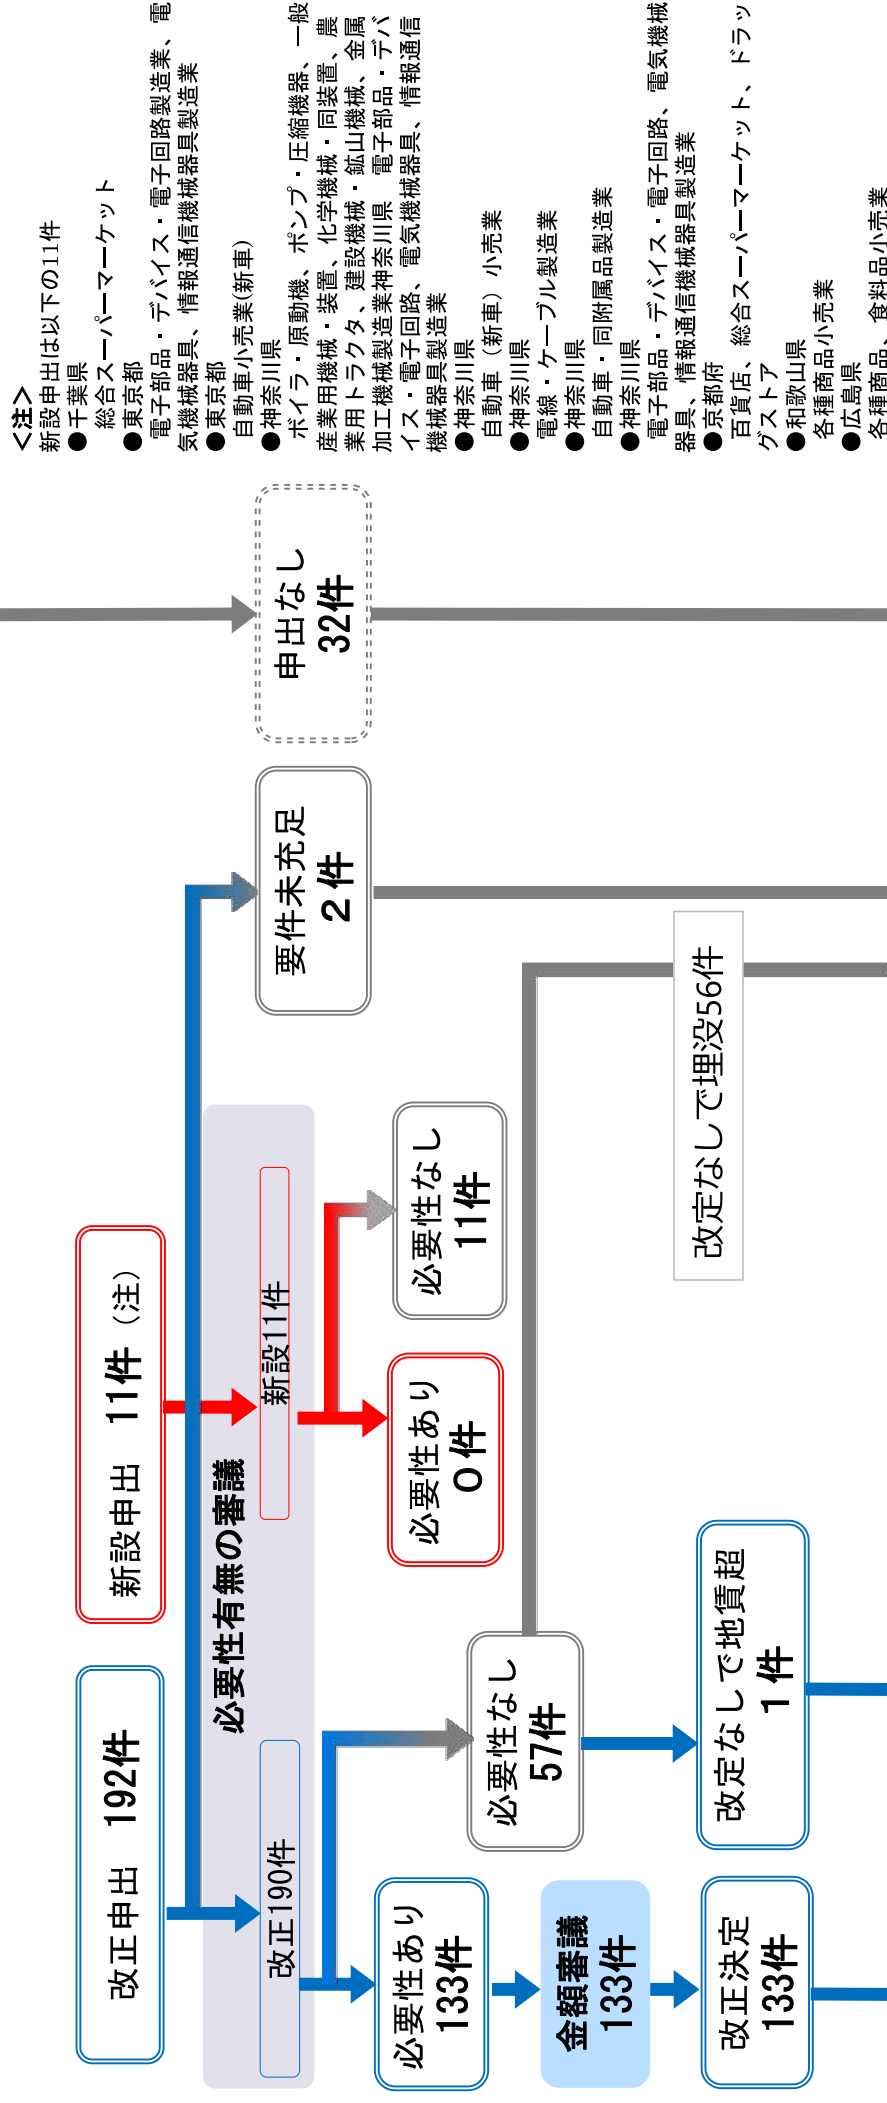 改正申出　192件
新設申出　11件（注）
必要性有無の審議
改正190件
新設11件
要件未充足
２件
申出なし
32件
必要性あり
133件
必要性なし
57件
必要性あり
０件
必要性なし
11件
金額審議
133件
改正決定
133件
改定なしで地賃超
１件
改定なしで埋没56件
＜注＞
新設申出は以下の11件
●千葉県
総合スーパーマーケット
●東京都
電子部品・デバイス・電子回路製造業、電
気機械器具、情報通信機械器具製造業
●東京都
自動車小売業(新車)
●神奈川県
ボイラ・原動機、ポンプ・圧縮機器、一般
産業用機械・装置、化学機械・同装置、農
業用トラクタ、建設機械・鉱山機械、金属
加工機械製造業神奈川県　電子部品・デバ
イス・電子回路、電気機械器具、情報通信
機械器具製造業
●神奈川県
自動車（新車）小売業
●神奈川県
電線・ケーブル製造業
●神奈川県
自動車・同附属品製造業
●神奈川県
電子部品・デバイス・電子回路、電気機械
器具、情報通信機械器具製造業
●京都府
百貨店、総合スーパーマーケット、ドラッ
グストア
●和歌山県
各種商品小売業
●広島県
各種商品、食料品小売業